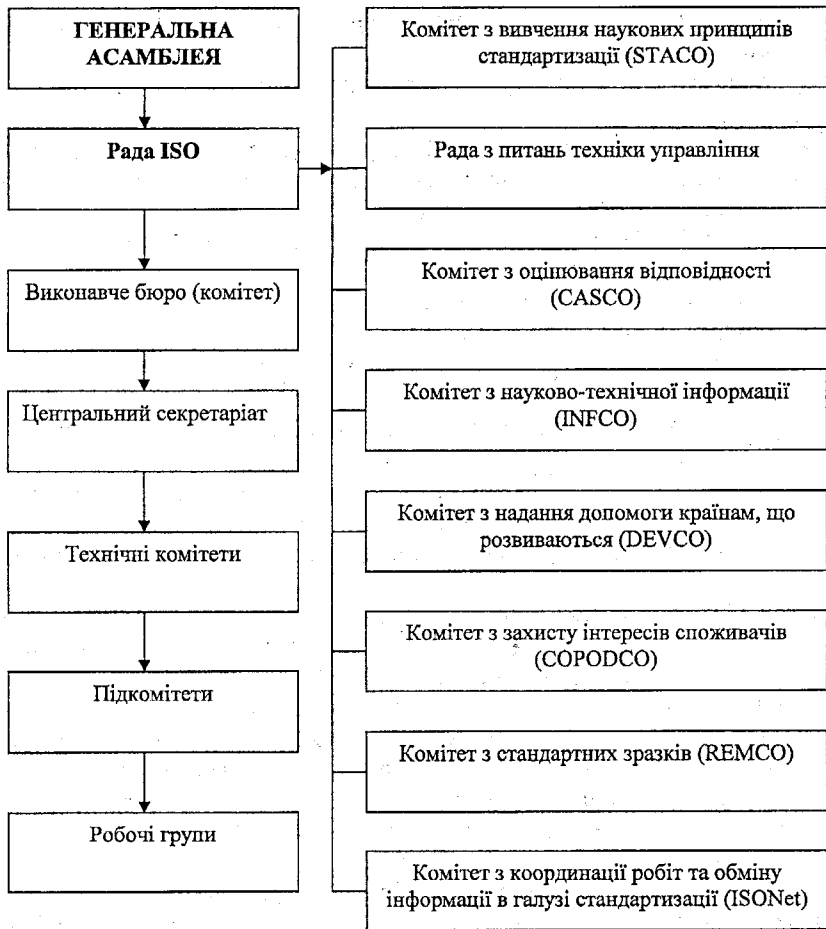 ГЕНЕРАЛЬНА
АСАМБЛЕЯ
Рада ISO
Виконавче бюро (комітет)
Центральний секретаріат
Технічні комітети
Підкомітети
Робочі групи
Комітет з вивчення наукових принципів
стандартизації (STACO)
Рада з питань техніки управління
Комітет з оцінювання відповідності
(CASCO)
Комітет з науково-технічної інформації
(INFCO)
Комітет з надання допомоги країнам, що
розвиваються (DEVCO)
Комітет з захисту інтересів споживачів
(COPODCO)
Комітет з стандартних зразків (REMCO)
Комітет з координації робіт та обміну
інформації в галузі стандартизації (ISONet)